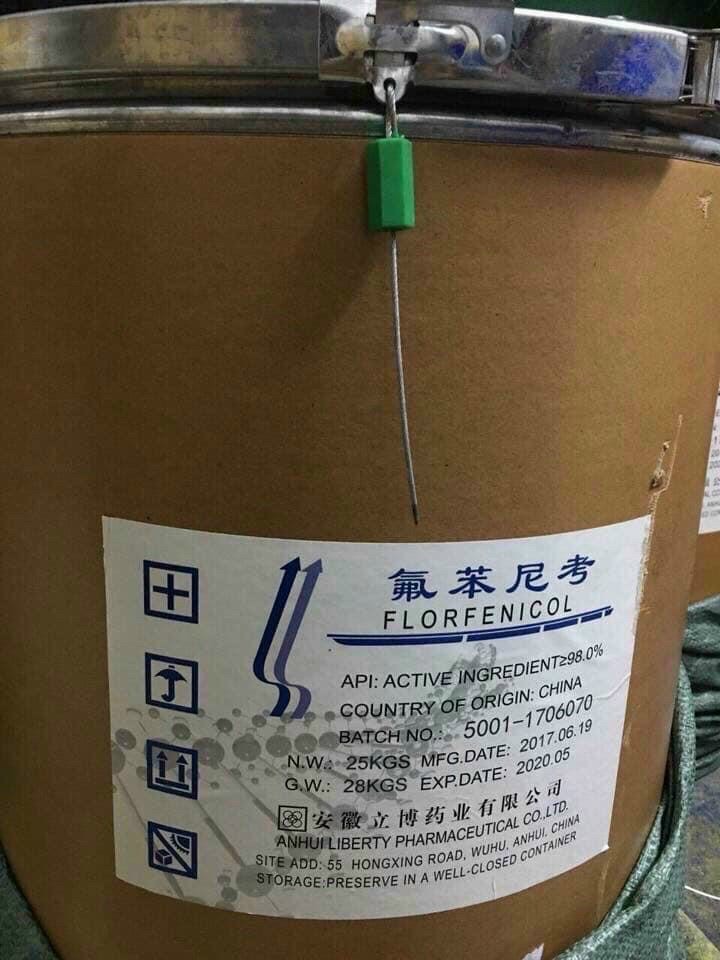 氟苯尼考
FLORFENICOL
API: ACTIVE INGREDIENT≥98.0%
COUNTRY OF ORIGIN: CHINA
BATCH NO.: 5001-1706070
N.W.: 25KGS MFG.DATE: 2017.06.19
G.W.: 28KGS EXP.DATE: 2020.05
安徽立博药业有限公司
ANHUI LIBERTY PHARMACEUTICAL CO.,LTD.
SITE ADD: 55 HONGXING ROAD, WUHU, ANHUI, CHINA
STORAGE:PRESERVE IN A WELL-CLOSED CONTAINER